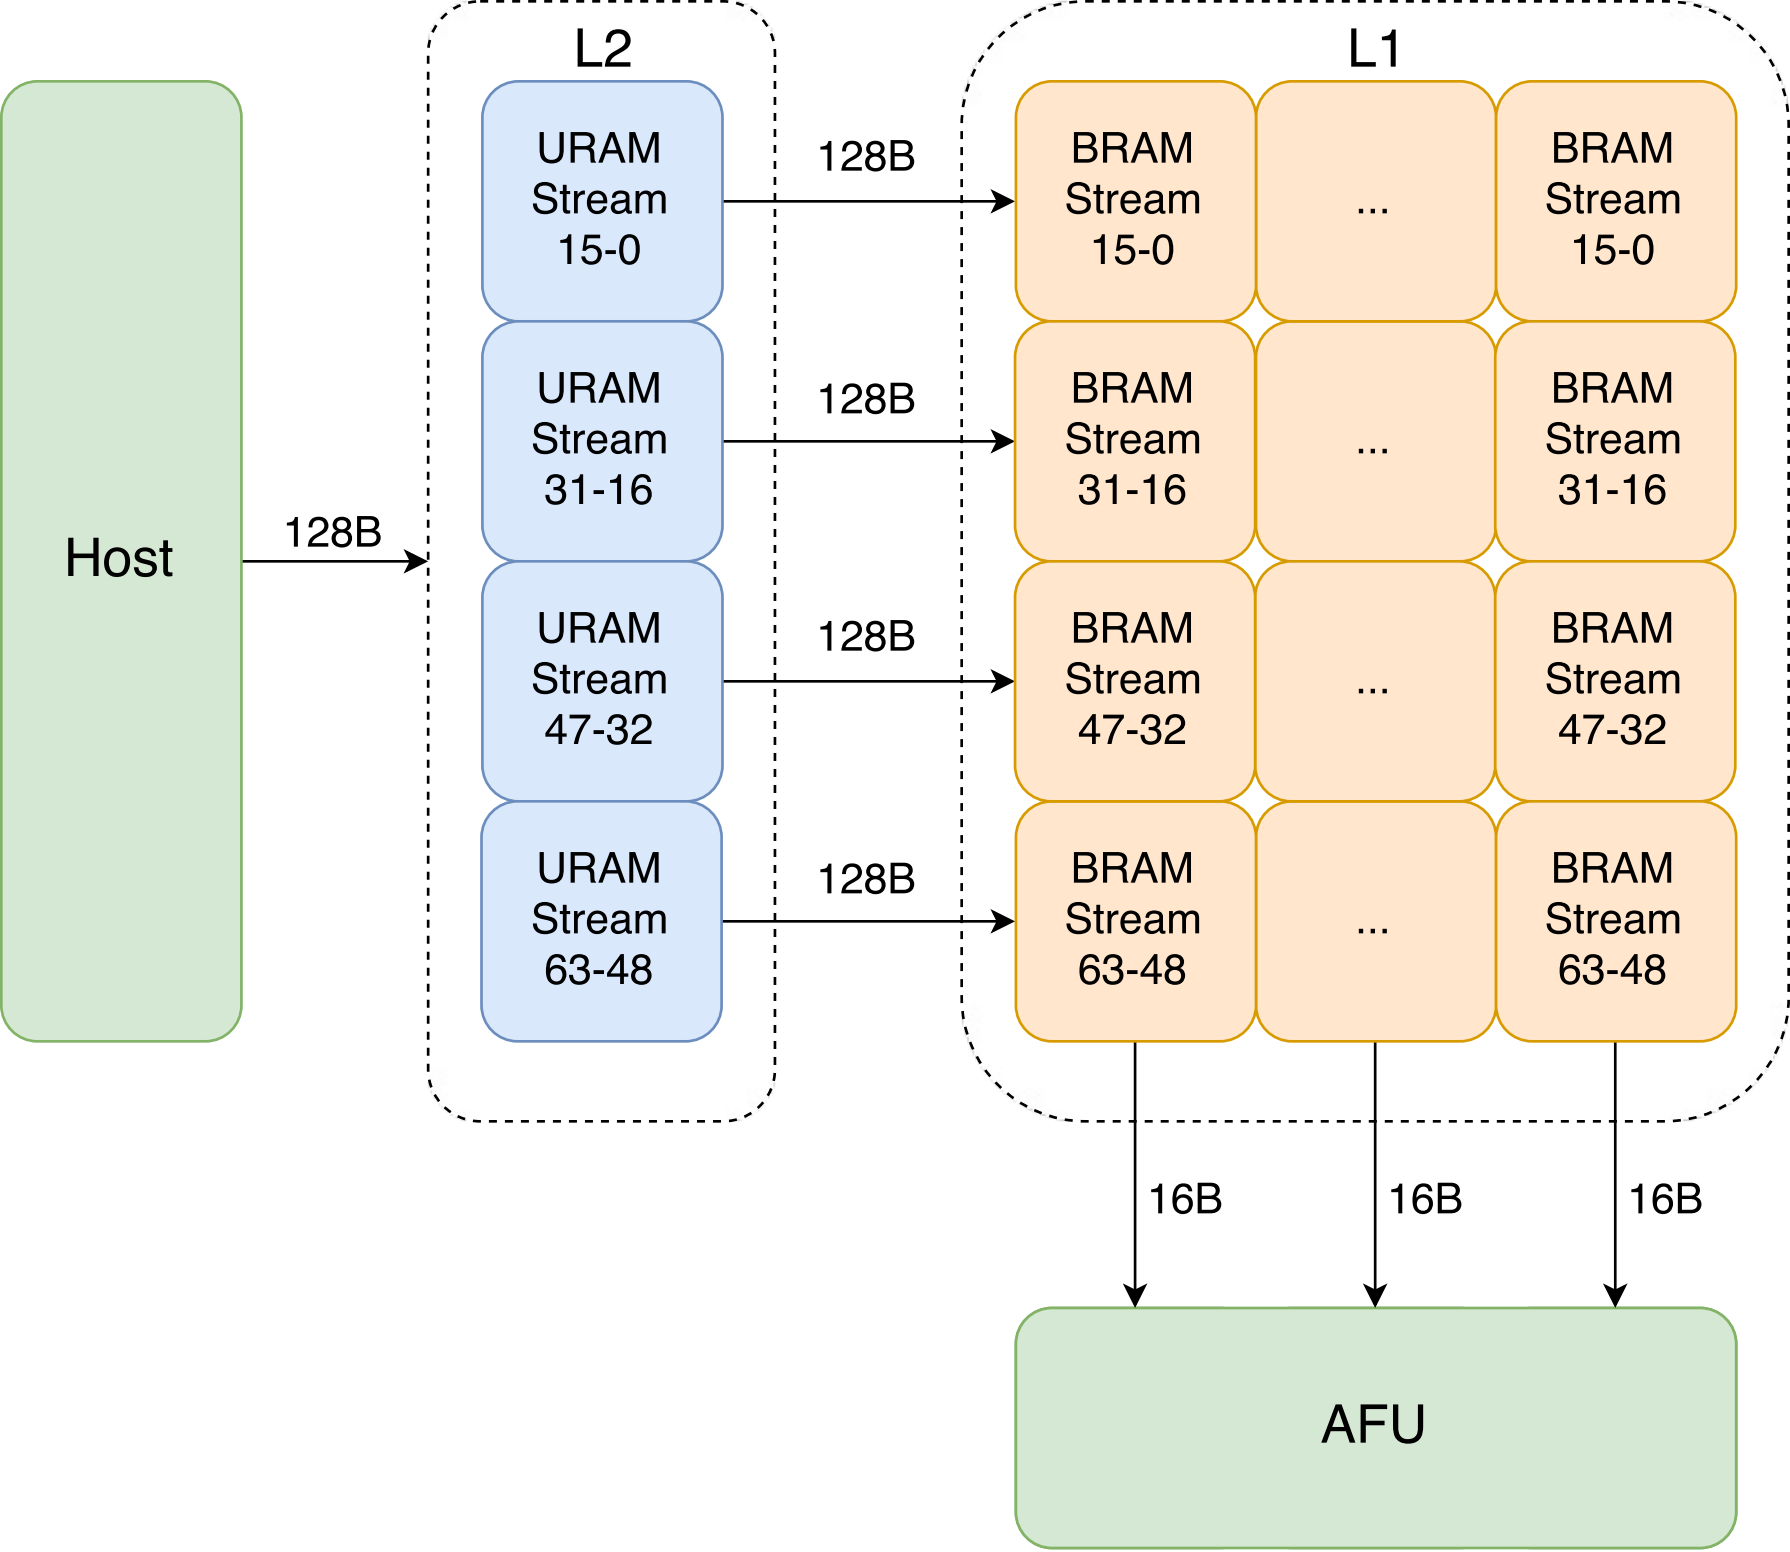 L2
L1
URAM
Stream
15-0
128B
BRAM
Stream
15-0
...
BRAM
Stream
15-0
URAM
Stream
31-16
128B
BRAM
Stream
31-16
...
BRAM
Stream
31-16
Host
128B
URAM
Stream
47-32
128B
BRAM
Stream
47-32
...
BRAM
Stream
47-32
URAM
Stream
63-48
128B
BRAM
Stream
63-48
...
BRAM
Stream
63-48
16B
16B
16B
AFU